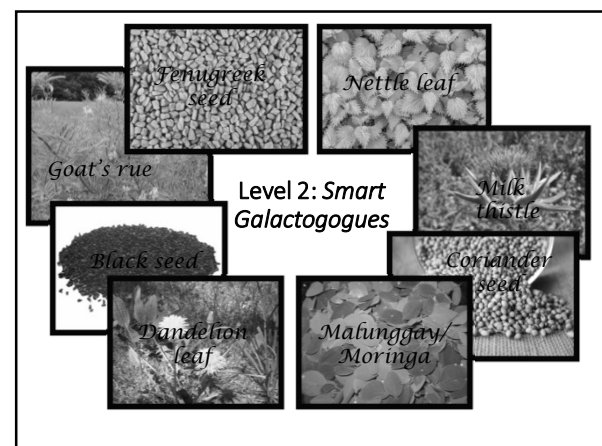 Fenugreek
seed
Nettle leaf
Goat's rue
Level 2: Smart
Galactogogues
Milk
thistle
Black seed
Coriander
seed
Dandelion
leaf
Malunggay/
Moringa